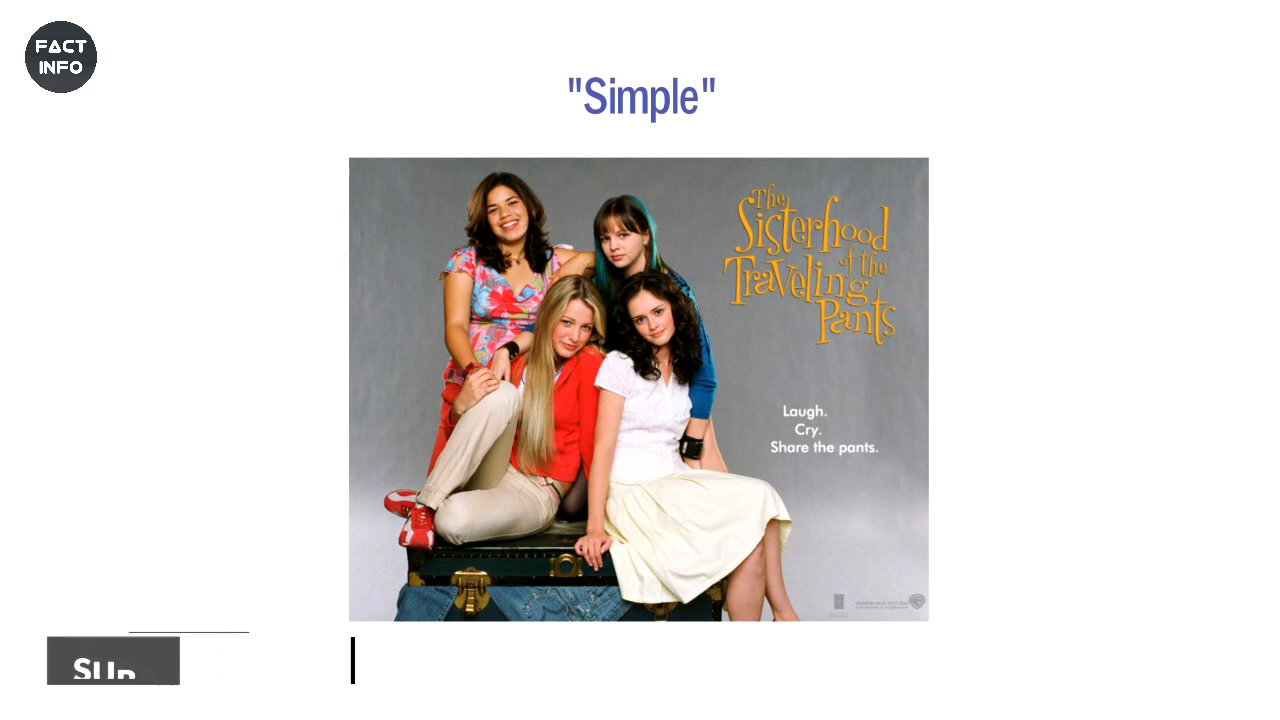 FACT
INFO
"Simple"
The
Sisterhood
of the
Traveling
Pants
Laugh.
Cry.
Share the pants.